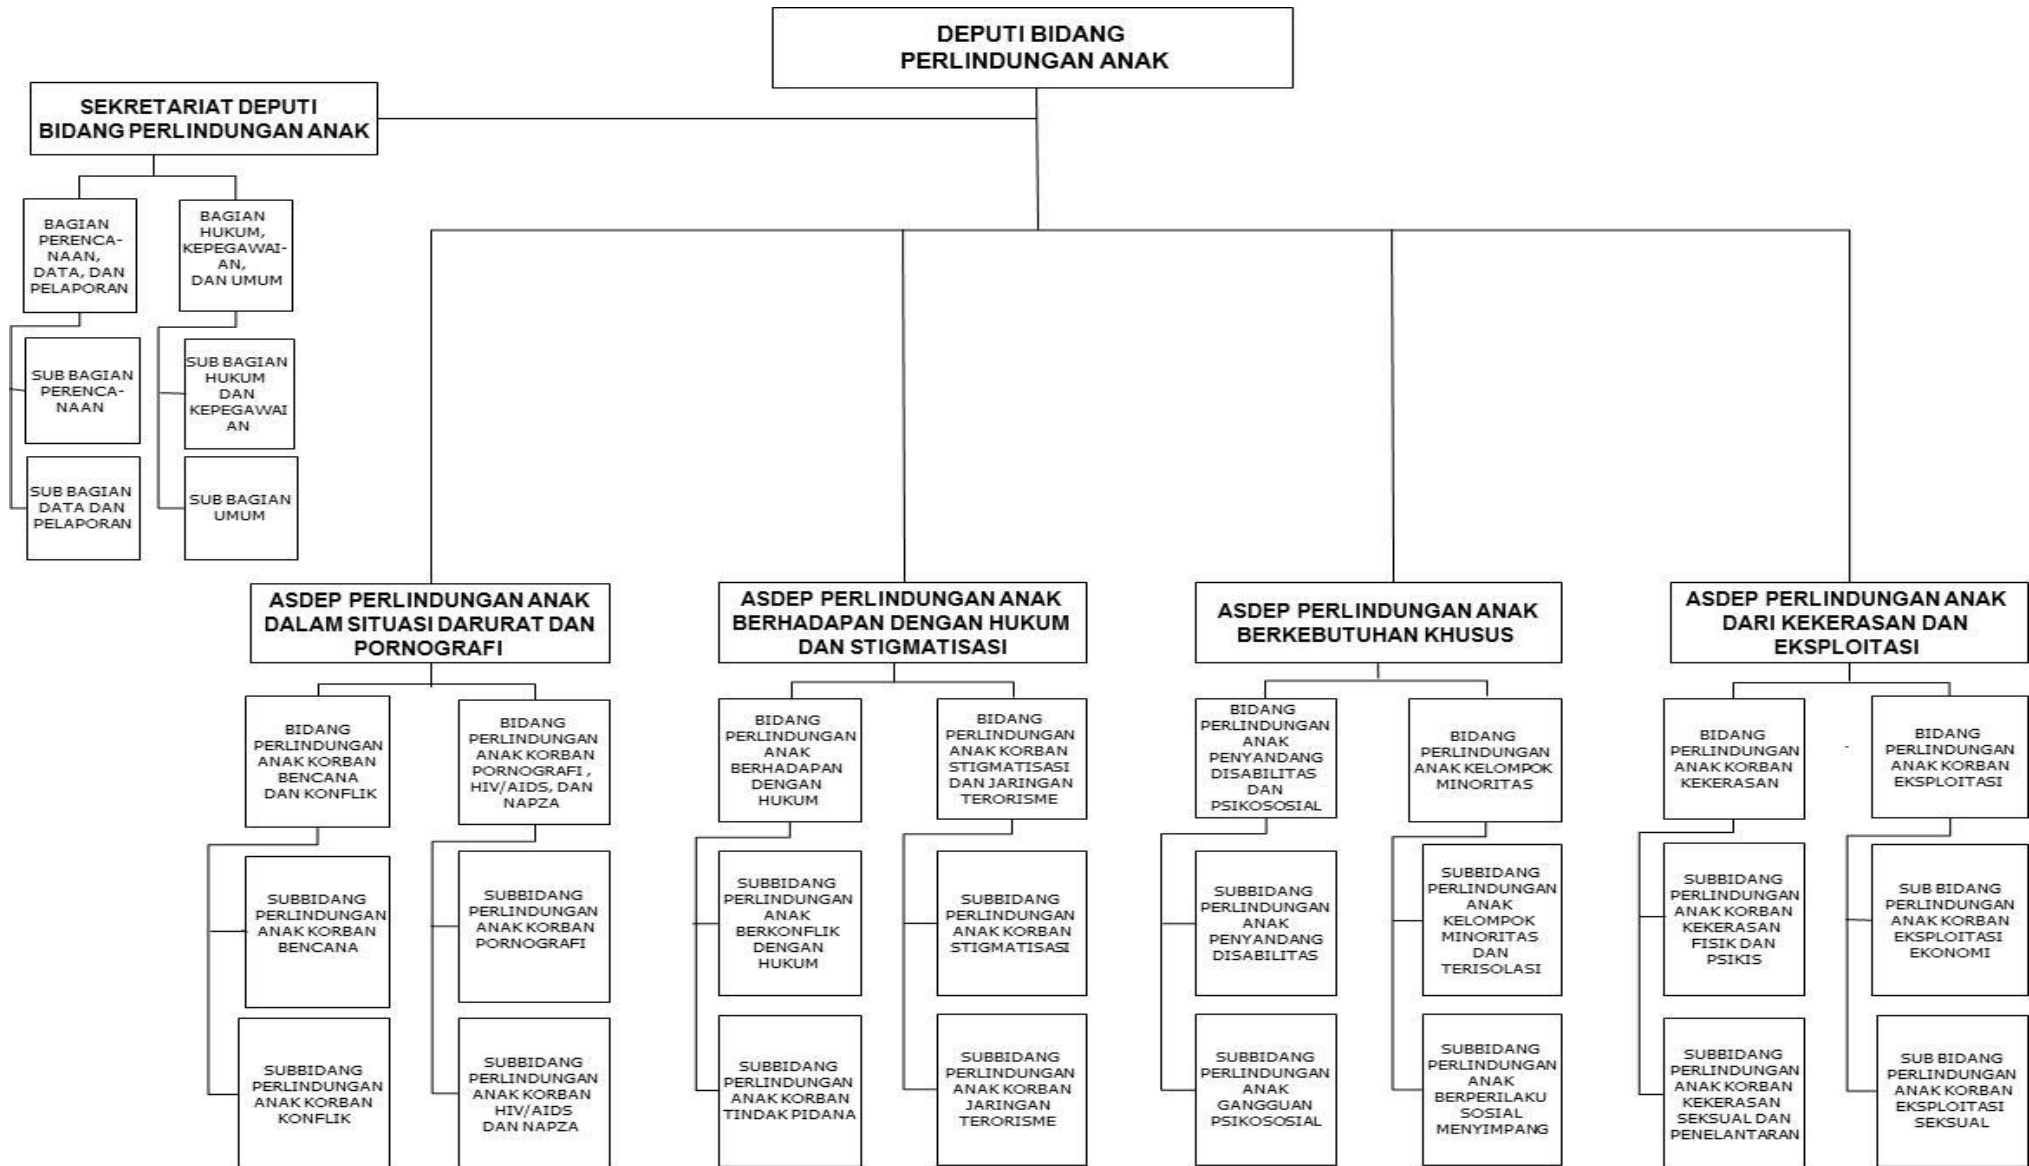 DEPUTI BIDANG
PERLINDUNGAN ANAK
SEKRETARIAT DEPUTI
BIDANG PERLINDUNGAN ANAK
BAGIAN
PERENCA-
NAAN,
DATA, DAN
PELAPORAN
BAGIAN
HUKUM,
KEPEGAWAI-
AN,
DAN UMUM
SUB BAGIAN
PERENCA-
NAAN
SUB BAGIAN
HUKUM
DAN
KEPEGAWAI
AN
SUB BAGIAN
DATA DAN
PELAPORAN
SUB BAGIAN
UMUM
ASDEP PERLINDUNGAN ANAK
DALAM SITUASI DARURAT DAN
PORNOGRAFI
ASDEP PERLINDUNGAN ANAK
BERHADAPAN DENGAN HUKUM
DAN STIGMATISASI
ASDEP PERLINDUNGAN ANAK
BERKEBUTUHAN KHUSUS
ASDEP PERLINDUNGAN ANAK
DARI KEKERASAN DAN
EKSPLOITASI
BIDANG
PERLINDUNGAN
ANAK KORBAN
BENCANA
DAN KONFLIK
BIDANG
PERLINDUNGAN
ANAK KORBAN
PORNOGRAFI ,
HIV/AIDS, DAN
NAPZA
BIDANG
PERLINDUNGAN
ANAK
BERHADAPAN
DENGAN
HUKUM
BIDANG
PERLINDUNGAN
ANAK KORBAN
STIGMATISASI
DAN JARINGAN
TERORISME
BIDANG
PERLINDUNGAN
ANAK
PENYANDANG
DISABILITAS
DAN
PSIKOSOSIAL
BIDANG
PERLINDUNGAN
ANAK KELOMPOK
MINORITAS
BIDANG
PERLINDUNGAN
ANAK KORBAN
KEKERASAN
BIDANG
PERLINDUNGAN
ANAK KORBAN
EKSPLOITASI
SUBBIDANG
PERLINDUNGAN
ANAK KORBAN
BENCANA
SUBBIDANG
PERLINDUNGAN
ANAK KORBAN
PORNOGRAFI
SUBBIDANG
PERLINDUNGAN
ANAK
BERKONFLIK
DENGAN
HUKUM
SUBBIDANG
PERLINDUNGAN
ANAK KORBAN
STIGMATISASI
SUBBIDANG
PERLINDUNGAN
ANAK
PENYANDANG
DISABILITAS
SUBBIDANG
PERLINDUNGAN
ANAK
KELOMPOK
MINORITAS
DAN
TERISOLASI
SUBBIDANG
PERLINDUNGAN
ANAK KORBAN
KEKERASAN
FISIK DAN
PSIKIS
SUB BIDANG
PERLINDUNGAN
ANAK KORBAN
EKSPLOITASI
EKONOMI
SUBBIDANG
PERLINDUNGAN
ANAK KORBAN
KONFLIK
SUBBIDANG
PERLINDUNGAN
ANAK KORBAN
HIV/AIDS
DAN NAPZA
SUBBIDANG
PERLINDUNGAN
ANAK KORBAN
TINDAK PIDANA
SUBBIDANG
PERLINDUNGAN
ANAK KORBAN
JARINGAN
TERORISME
SUBBIDANG
PERLINDUNGAN
ANAK
GANGGUAN
PSIKOSOSIAL
SUBBIDANG
PERLINDUNGAN
ANAK
BERPERILAKU
SOSIAL
MENYIMPANG
SUBBIDANG
PERLINDUNGAN
ANAK KORBAN
KEKERASAN
SEKSUAL DAN
PENELANTARAN
SUB BIDANG
PERLINDUNGAN
ANAK KORBAN
EKSPLOITASI
SEKSUAL